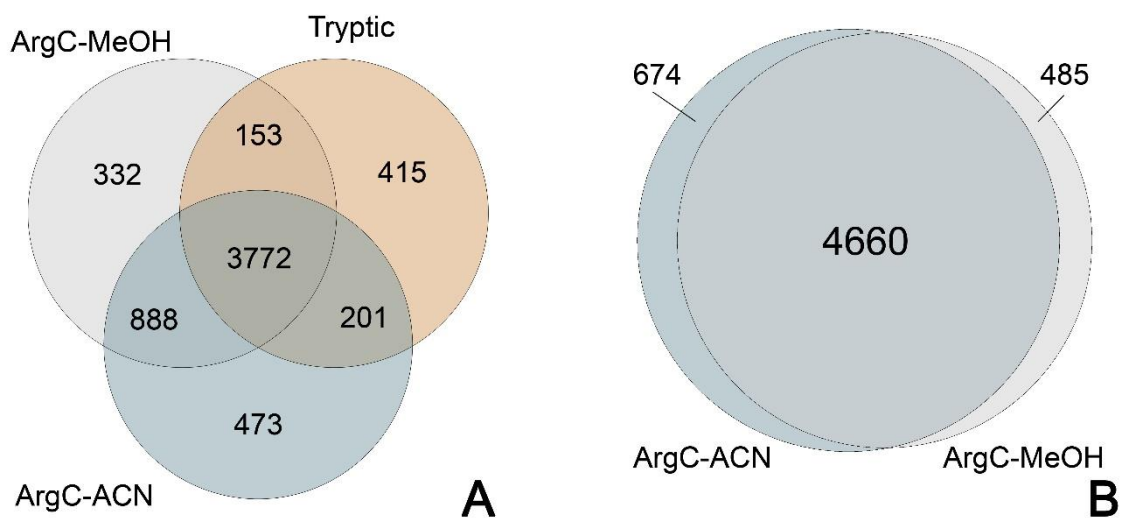 ArgC-MeOH
Tryptic
332
153
415
3772
888
201
473
ArgC-ACN
A
674
485
4660
ArgC-ACN
ArgC-MeOH
B